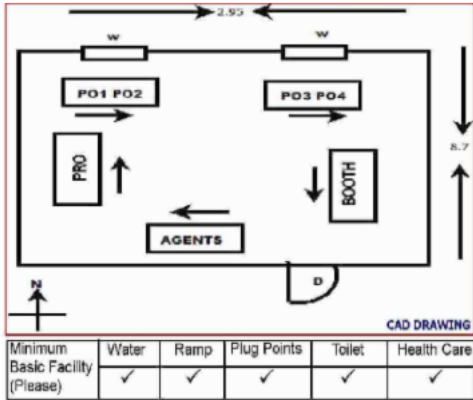 2.95
W W
PO1 PO2 PO3 PO4
8.7
PRO BOOTH
AGENTS
D
N
CAD DRAWING
Minimum Basic Facility (Please) Water Ramp Plug Points Toilet Health Care
✓ ✓ ✓ ✓ ✓